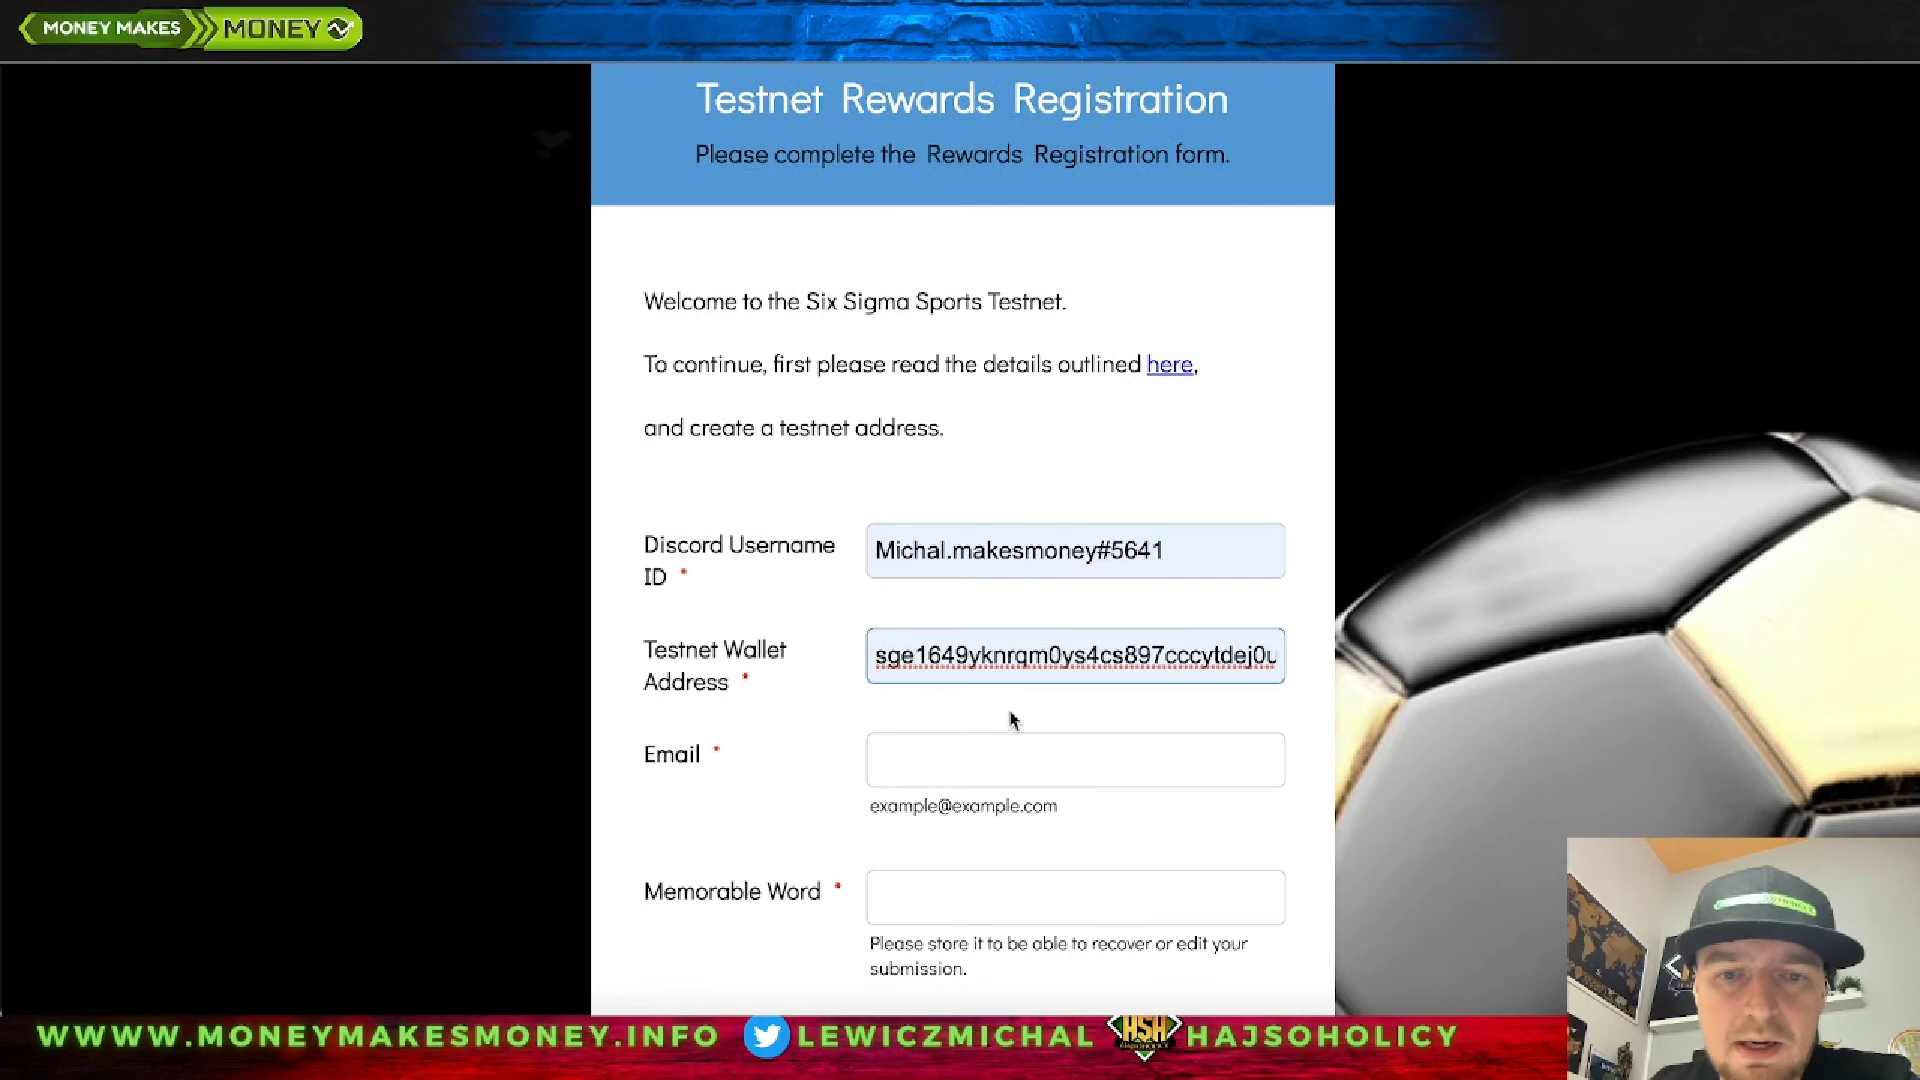 MONEY MAKES MONEY
Testnet Rewards Registration
Please complete the Rewards Registration form.
Welcome to the Six Sigma Sports Testnet.
To continue, first please read the details outlined here,
and create a testnet address.
Discord Username
ID *
Michal.makesmoney#5641
Testnet Wallet
Address *
sge1649yknrqm0ys4cs897cccytdej0u
Email *
example@example.com
Memorable Word *
Please store it to be able to recover or edit your
submission.
WWWW.MONEYMAKESMONEY.INFO LEWICZMICHAL HSH HAJSOHOLICY